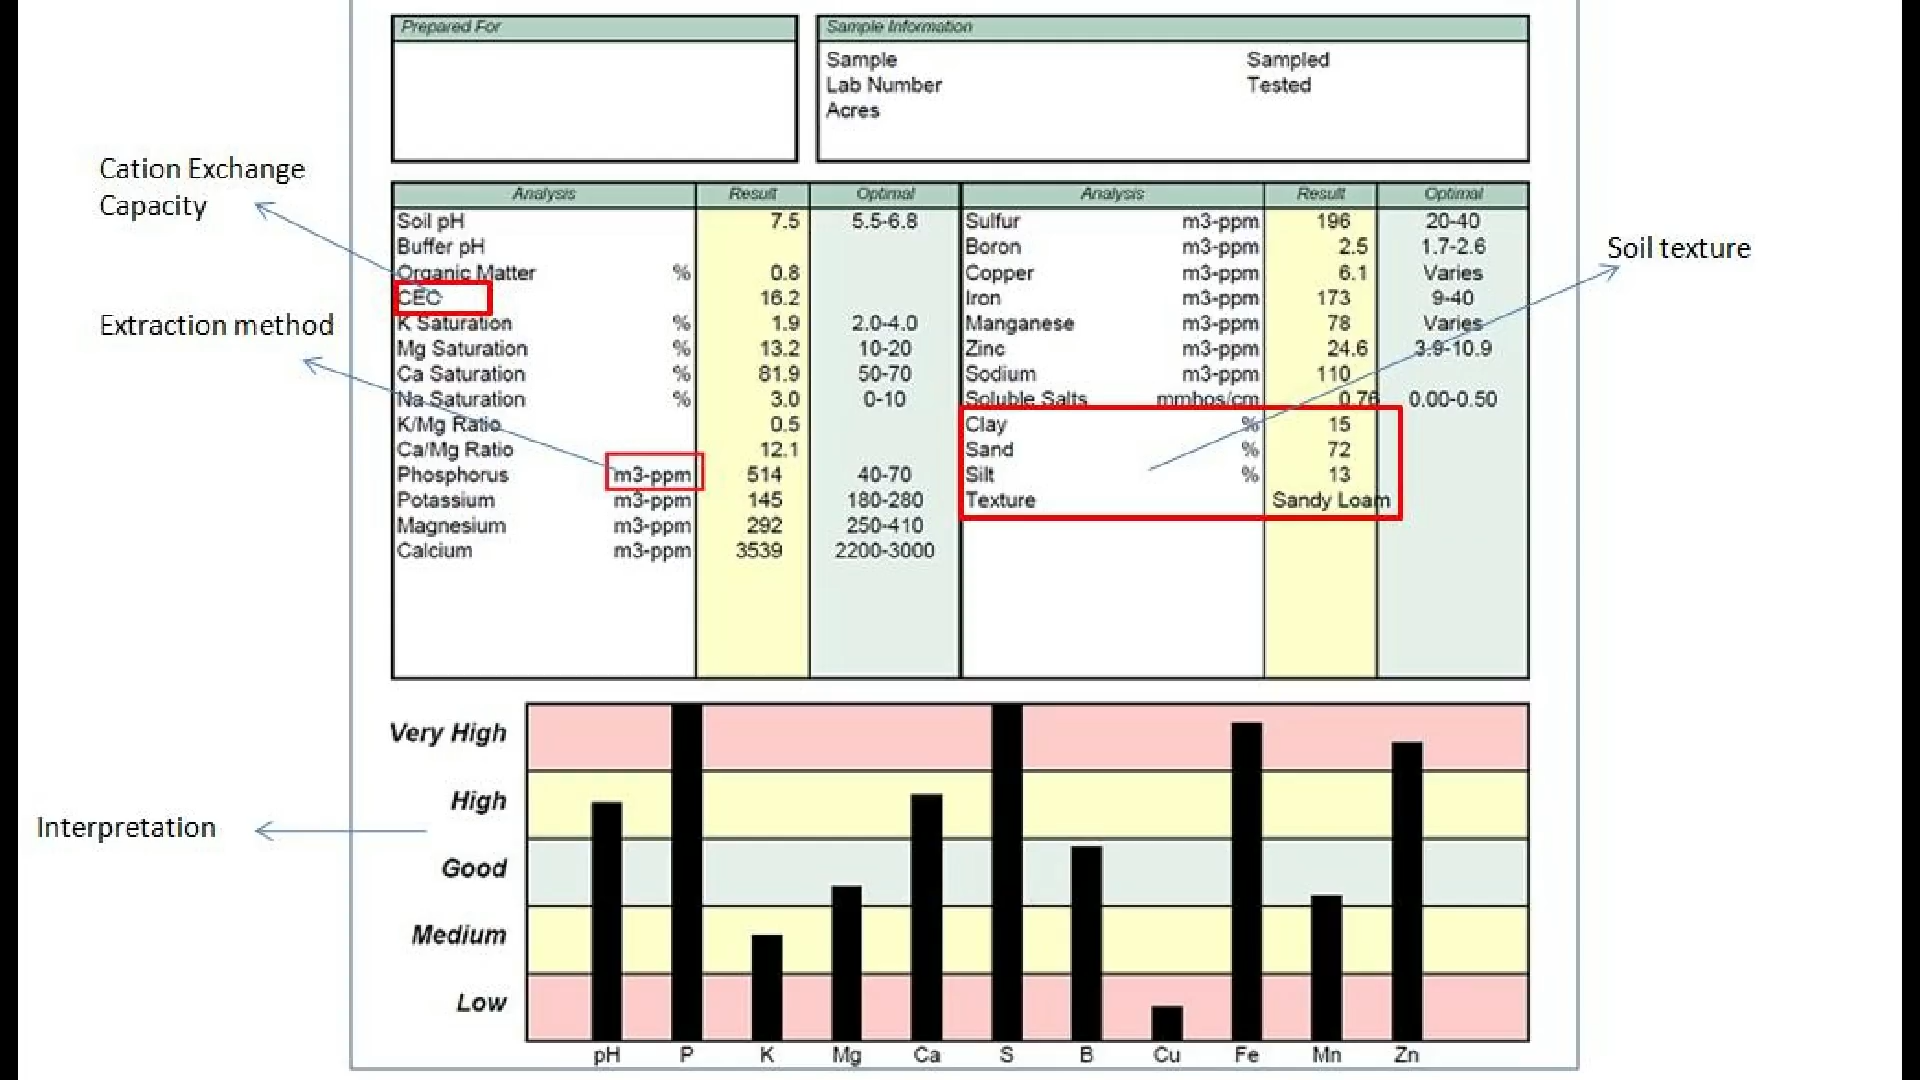 Prepared For
Sample Information
Sample Sampled
Lab Number Tested
Acres
Cation Exchange
Capacity
Extraction method
Interpretation
Analysis Result Optimal
Soil pH 7.5 5.5-6.8
Buffer pH
Organic Matter % 0.8
CEC 16.2
K Saturation % 1.9 2.0-4.0
Mg Saturation % 13.2 10-20
Ca Saturation % 81.9 50-70
Na Saturation % 3.0 0-10
K/Mg Ratio 0.5
Ca/Mg Ratio 12.1
Phosphorus m3-ppm 514 40-70
Potassium m3-ppm 145 180-280
Magnesium m3-ppm 292 250-410
Calcium m3-ppm 3539 2200-3000
Analysis Result Optimal
Sulfur m3-ppm 196 20-40
Boron m3-ppm 2.5 1.7-2.6
Copper m3-ppm 6.1 Varies
Iron m3-ppm 173 9-40
Manganese m3-ppm 78 Varies
Zinc m3-ppm 24.6 3.9-10.9
Sodium m3-ppm 110
Soluble Salts mmhos/cm 0.76 0.00-0.50
Clay % 15
Sand % 72
Silt % 13
Texture Sandy Loam
Soil texture
Very High
High
Good
Medium
Low
pH P K Mg Ca S B Cu Fe Mn Zn